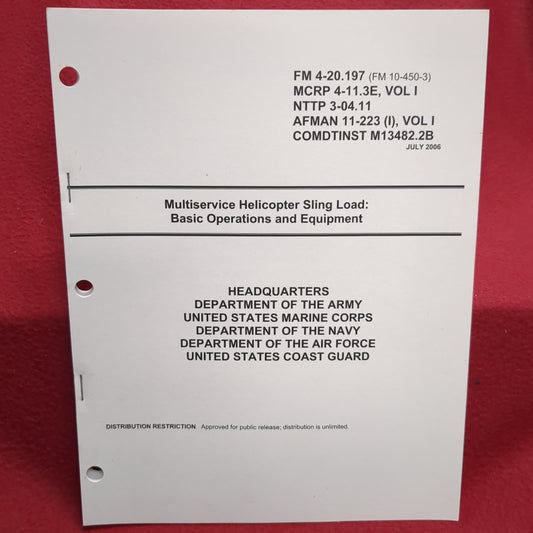 FM 4-20.197 (FM 10-450-3)
MCRP 4-11.3E, VOL I
NTTP 3-04.11
AFMAN 11-223 (I), VOL I
COMDTINST M13482.2B
JULY 2006
Multiservice Helicopter Sling Load:
Basic Operations and Equipment
HEADQUARTERS
DEPARTMENT OF THE ARMY
UNITED STATES MARINE CORPS
DEPARTMENT OF THE NAVY
DEPARTMENT OF THE AIR FORCE
UNITED STATES COAST GUARD
DISTRIBUTION RESTRICTION. Approved for public release; distribution is unlimited.